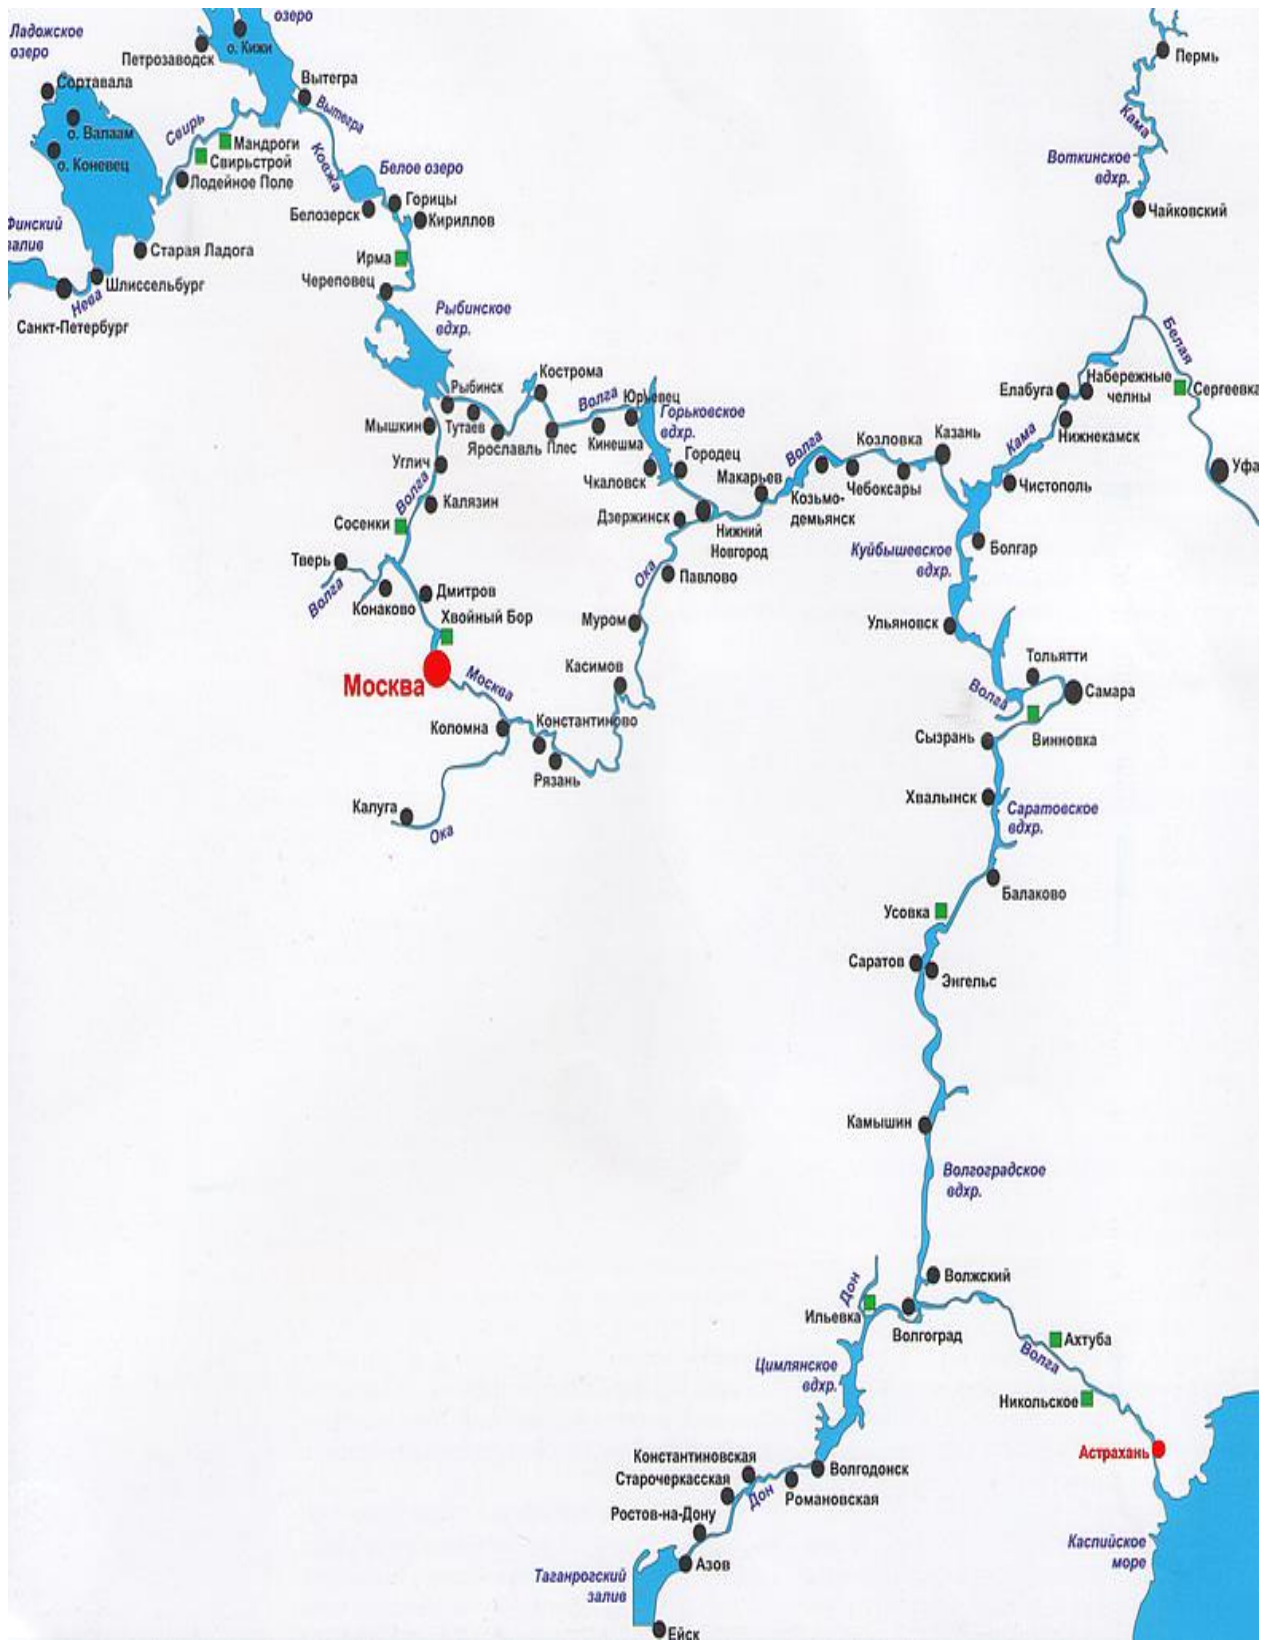 озеро
Ладожское
озеро
о. Кижи
Петрозаводск
Пермь
Сортавала
Вытегра
Вытегра
Кама
о. Валаам
Свирь
Мандроги
Свирьстрой
о. Коневец
Лодейное Поле
Ковжа
Белое озеро
Воткинское
вдхр.
Горицы
Белозерск
Кириллов
Чайковский
Финский
залив
Старая Ладога
Ирма
Череповец
Шлиссельбург
Нева
Санкт-Петербург
Рыбинское
вдхр.
Белая
Кострома
Рыбинск
Волга
Юрьевец
Горьковское
вдхр.
Елабуга
Набережные
челны
Сергеевка
Мышкин
Тутаев
Ярославль
Плес
Кинешма
Нижнекамск
Кама
Волга
Козловка
Казань
Углич
Городец
Чкаловск
Макарьев
Козьмо-
демьянск
Чебоксары
Чистополь
Уфа
Волга
Калязин
Сосенки
Дзержинск
Нижний
Новгород
Куйбышевское
вдхр.
Болгар
Тверь
Волга
Конаково
Дмитров
Ока
Павлово
Хвойный Бор
Муром
Ульяновск
Москва
Москва
Касимов
Тольятти
Волга
Самара
Коломна
Константиново
Рязань
Сызрань
Винновка
Калуга
Ока
Хвалынск
Саратовское
вдхр.
Балаково
Усовка
Саратов
Энгельс
Камышин
Волгоградское
вдхр.
Волжский
Дон
Ильевка
Волгоград
Ахтуба
Волга
Цимлянское
вдхр.
Никольское
Астрахань
Константиновская
Старочеркасская
Волгодонск
Дон
Романовская
Ростов-на-Дону
Азов
Каспийское
море
Таганрогский
залив
Ейск